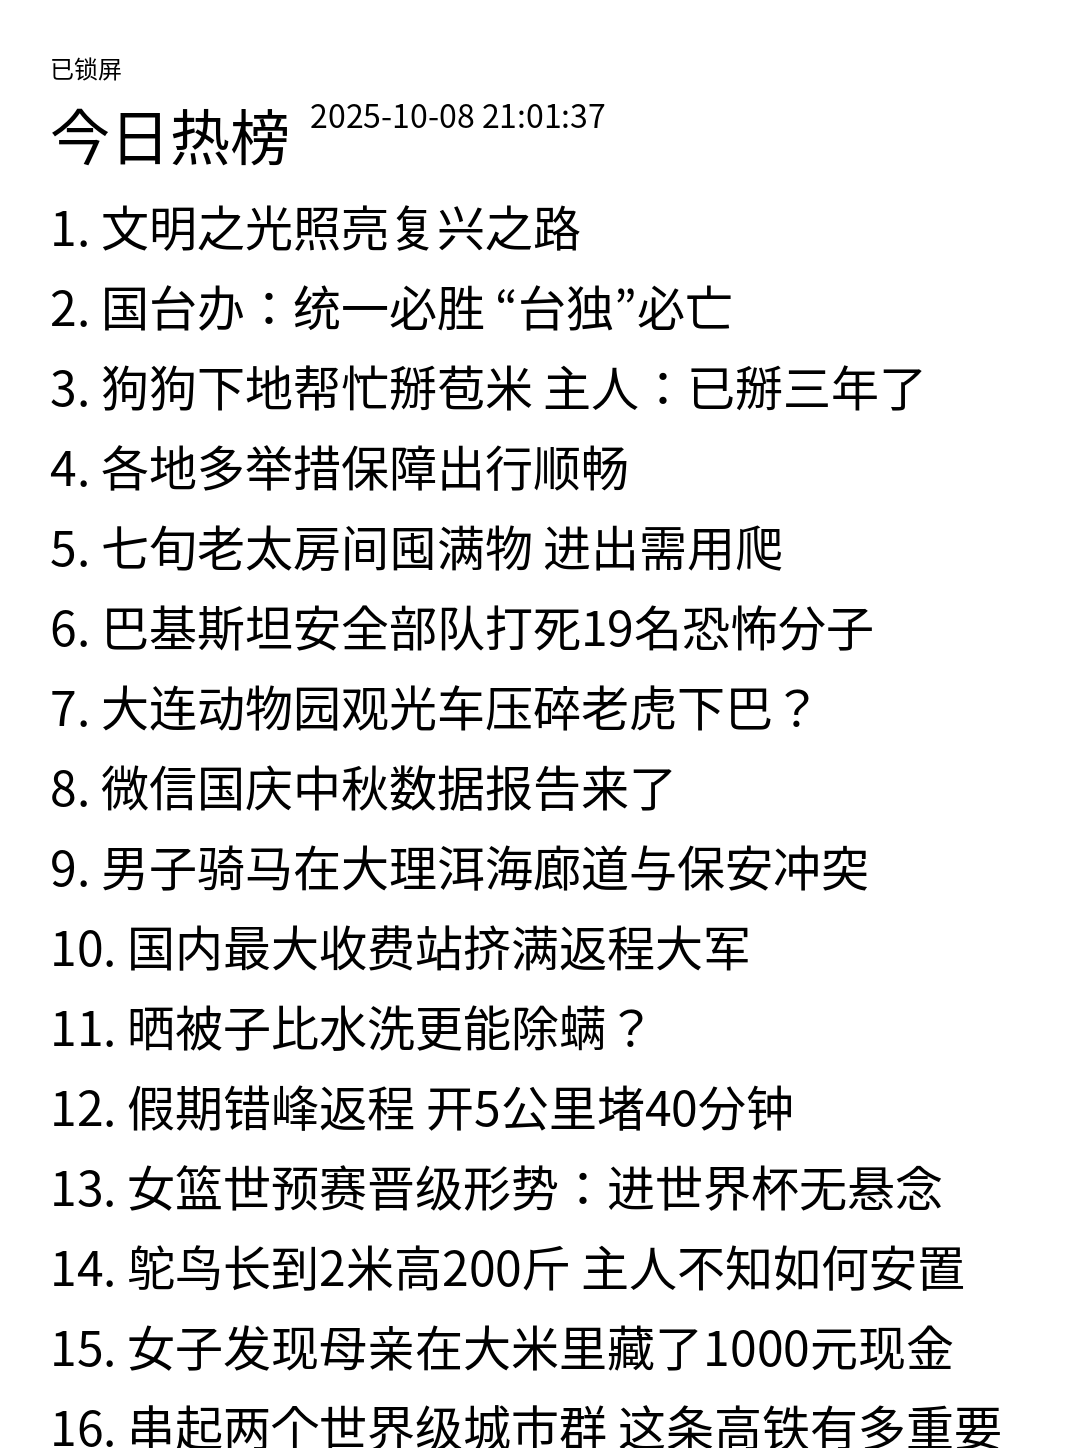 已锁屏
今日热榜 2025-10-08 21:01:37
1. 文明之光照亮复兴之路
2. 国台办：统一必胜 “台独”必亡
3. 狗狗下地帮忙掰苞米 主人：已掰三年了
4. 各地多举措保障出行顺畅
5. 七旬老太房间囤满物 进出需用爬
6. 巴基斯坦安全部队打死19名恐怖分子
7. 大连动物园观光车压碎老虎下巴？
8. 微信国庆中秋数据报告来了
9. 男子骑马在大理洱海廊道与保安冲突
10. 国内最大收费站挤满返程大军
11. 晒被子比水洗更能除螨？
12. 假期错峰返程 开5公里堵40分钟
13. 女篮世预赛晋级形势：进世界杯无悬念
14. 鸵鸟长到2米高200斤 主人不知如何安置
15. 女子发现母亲在大米里藏了1000元现金
16. 串起两个世界级城市群 这条高铁有多重要